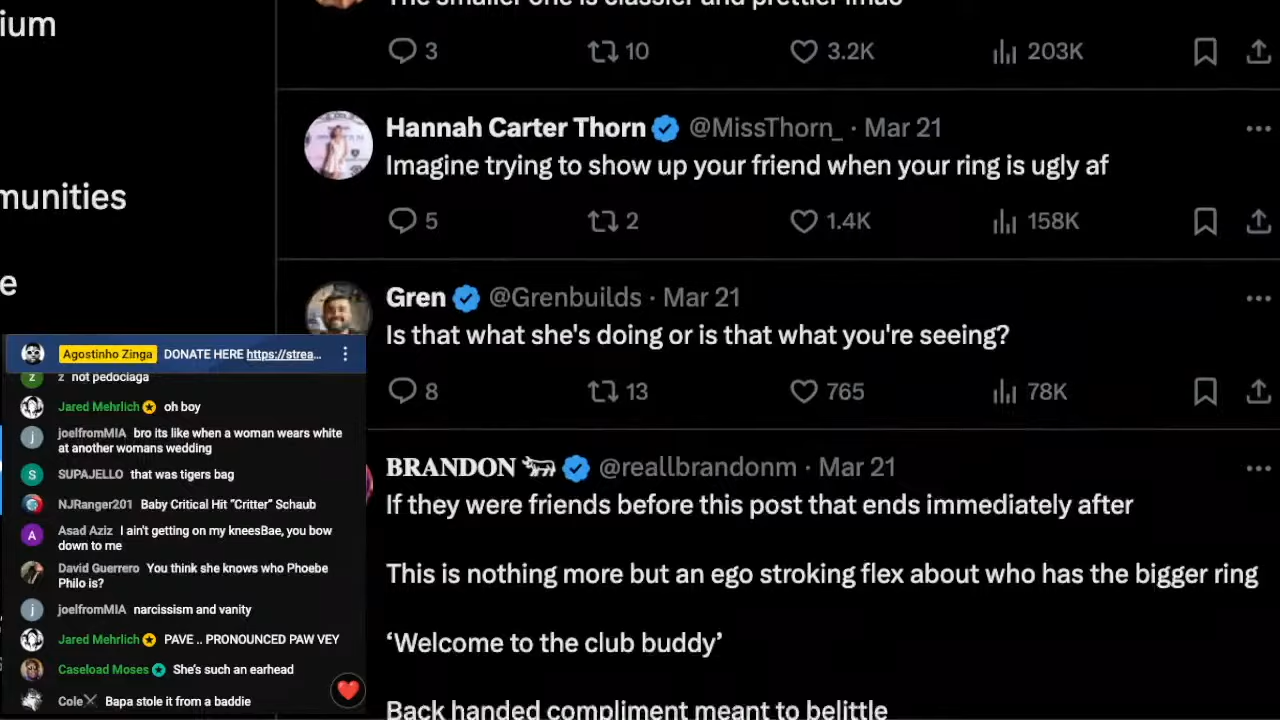 ium
munities
e
The smaller one is classier and prettier lmao
3 10 3.2K 203K
Hannah Carter Thorn @MissThorn_ · Mar 21
Imagine trying to show up your friend when your ring is ugly af
5 2 1.4K 158K
Gren @Grenbuilds · Mar 21
Is that what she's doing or is that what you're seeing?
8 13 765 78K
BRANDON @reallbrandonm · Mar 21
If they were friends before this post that ends immediately after
This is nothing more but an ego stroking flex about who has the bigger ring
‘Welcome to the club buddy’
Back handed compliment meant to belittle
Agostinho Zinga DONATE HERE https://strea...
z not pedociaga
Jared Mehrlich oh boy
joelfromMIA bro its like when a woman wears white
at another womans wedding
SUPAJELLO that was tigers bag
NJRanger201 Baby Critical Hit “Critter” Schaub
Asad Aziz I ain't getting on my kneesBae, you bow
down to me
David Guerrero You think she knows who Phoebe
Philo is?
joelfromMIA narcissism and vanity
Jared Mehrlich PAVE .. PRONOUNCED PAW VEY
Caseload Moses She's such an earhead
Cole Bapa stole it from a baddie